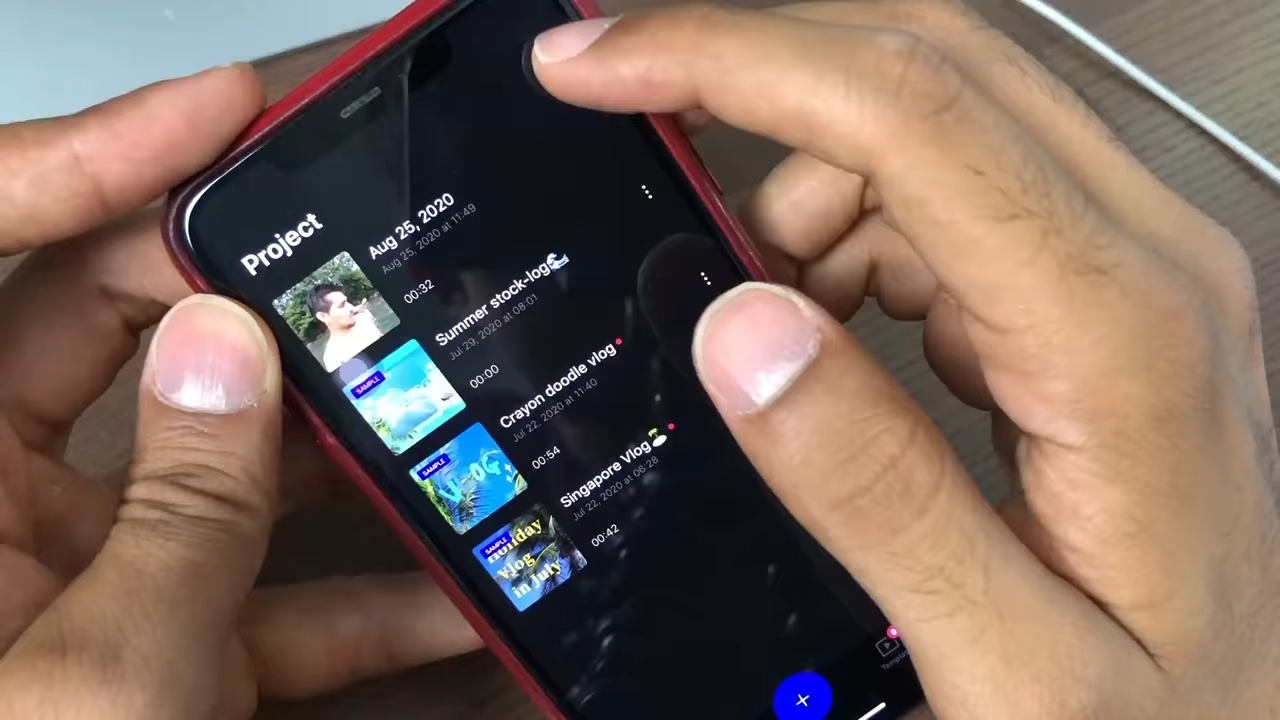 Project
Aug 25, 2020
Aug 25, 2020 at 11:49
00:32
Summer stock-log🌊
Jul 29, 2020 at 08:01
00:00
SAMPLE
Crayon doodle vlog
Jul 22, 2020 at 11:40
00:54
SAMPLE
VLOG
Singapore Vlog🏝
Jul 22, 2020 at 06:28
00:42
SAMPLE
Holiday
vlog
in July
+